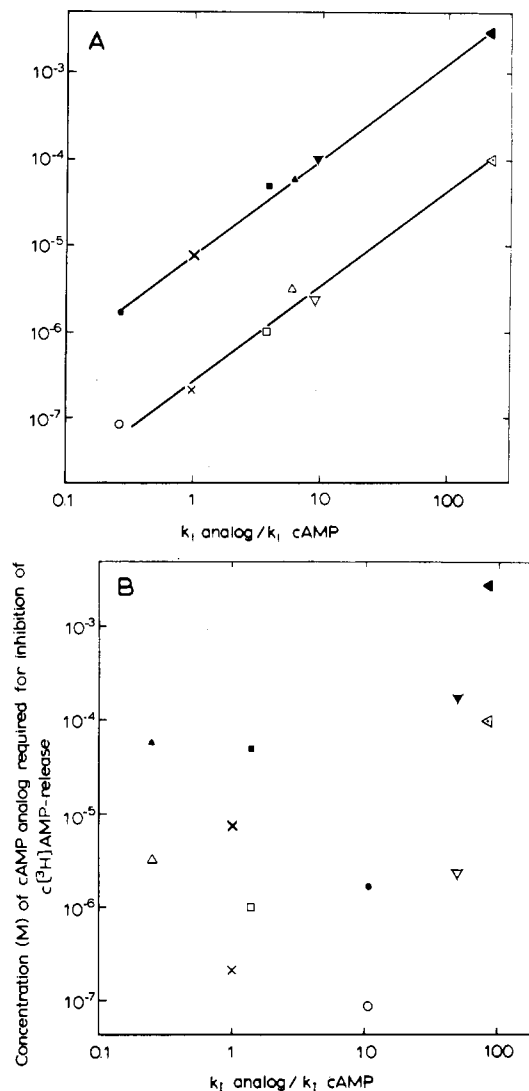 A
10⁻³
10⁻⁴
10⁻⁵
10⁻⁶
10⁻⁷
0.1 1 10 100
kI analog/kI cAMP
Concentration (M) of cAMP analog required for inhibition of
c[³H]AMP-release
B
10⁻³
10⁻⁴
10⁻⁵
10⁻⁶
10⁻⁷
0.1 1 10 100
kI analog/kI cAMP